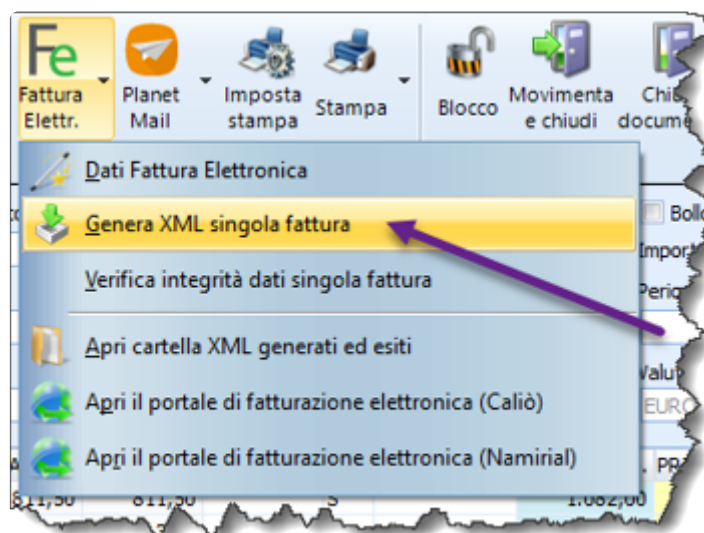 Fe
Fattura Planet Imposta Stampa Blocco Movimenta
Elettr. Mail stampa e chiudi
Dati Fattura Elettronica
Genera XML singola fattura
Verifica integrità dati singola fattura
Apri cartella XML generati ed esiti
Apri il portale di fatturazione elettronica (Caliò)
Apri il portale di fatturazione elettronica (Namirial)
811,50 811,50 S 1.082,00